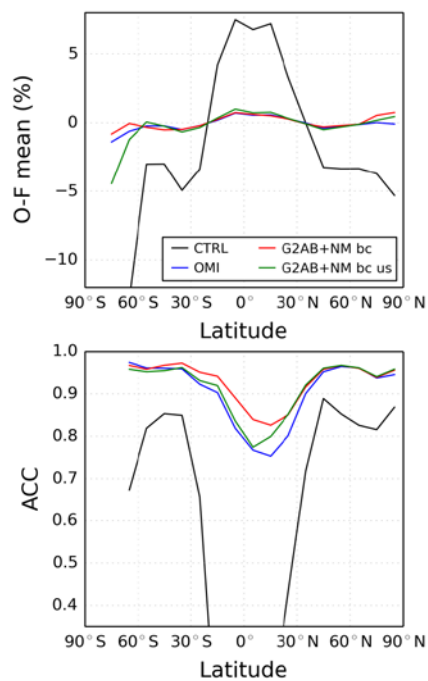 5
0
−5
−10
O-F mean (%)
CTRL
G2AB+NM bc
OMI
G2AB+NM bc us
90°S 60°S 30°S 0° 30°N 60°N 90°N
Latitude
1.0
0.9
0.8
0.7
0.6
0.5
0.4
ACC
90°S 60°S 30°S 0° 30°N 60°N 90°N
Latitude